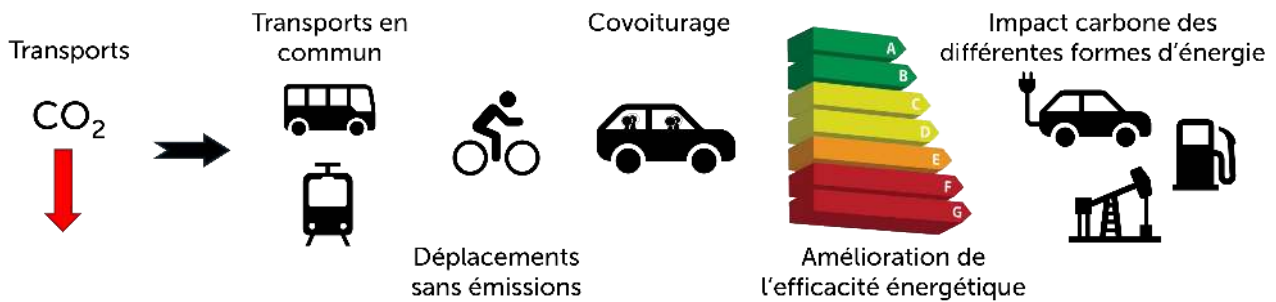 Transports
CO₂
Transports en
commun
Déplacements
sans émissions
Covoiturage
A
B
C
D
E
F
G
Amélioration de
l'efficacité énergétique
Impact carbone des
différentes formes d'énergie